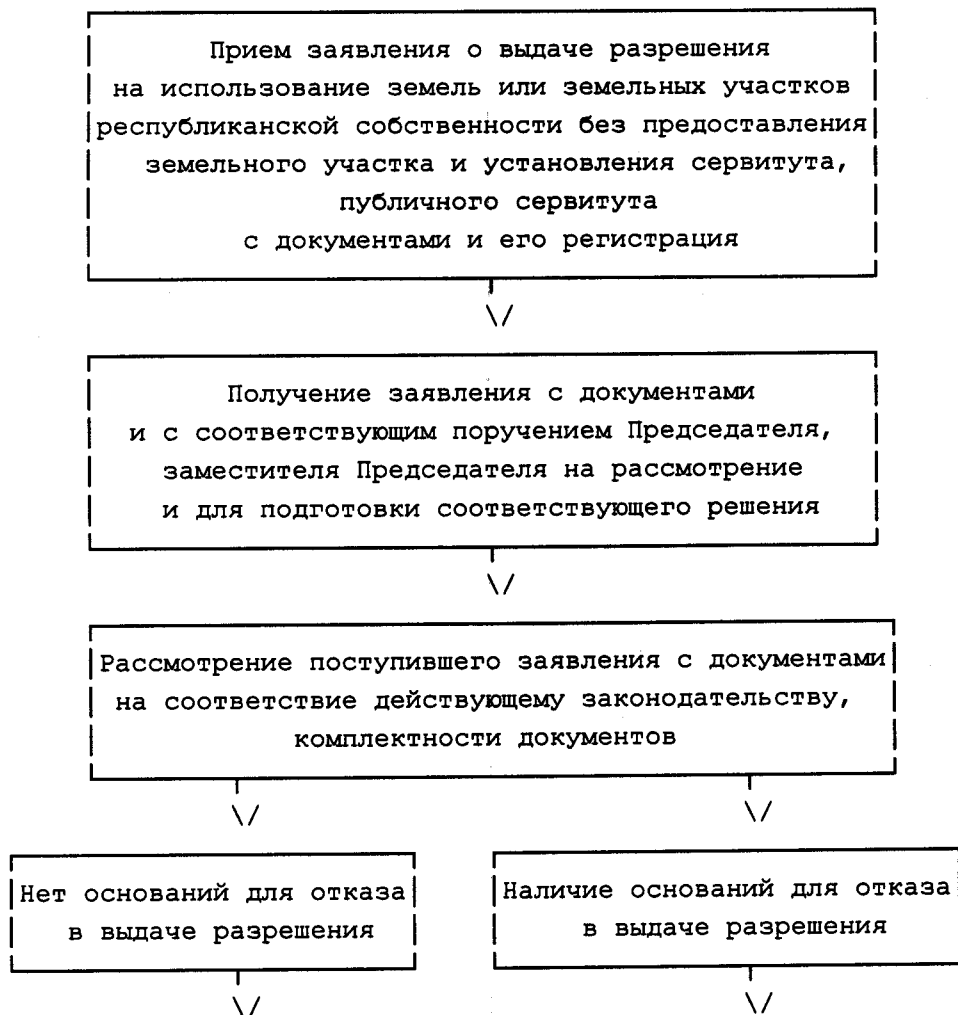 Прием заявления о выдаче разрешения
на использование земель или земельных участков
республиканской собственности без предоставления
земельного участка и установления сервитута,
публичного сервитута
с документами и его регистрация
Получение заявления с документами
и с соответствующим поручением Председателя,
заместителя Председателя на рассмотрение
и для подготовки соответствующего решения
Рассмотрение поступившего заявления с документами
на соответствие действующему законодательству,
комплектности документов
Нет оснований для отказа
в выдаче разрешения
Наличие оснований для отказа
в выдаче разрешения